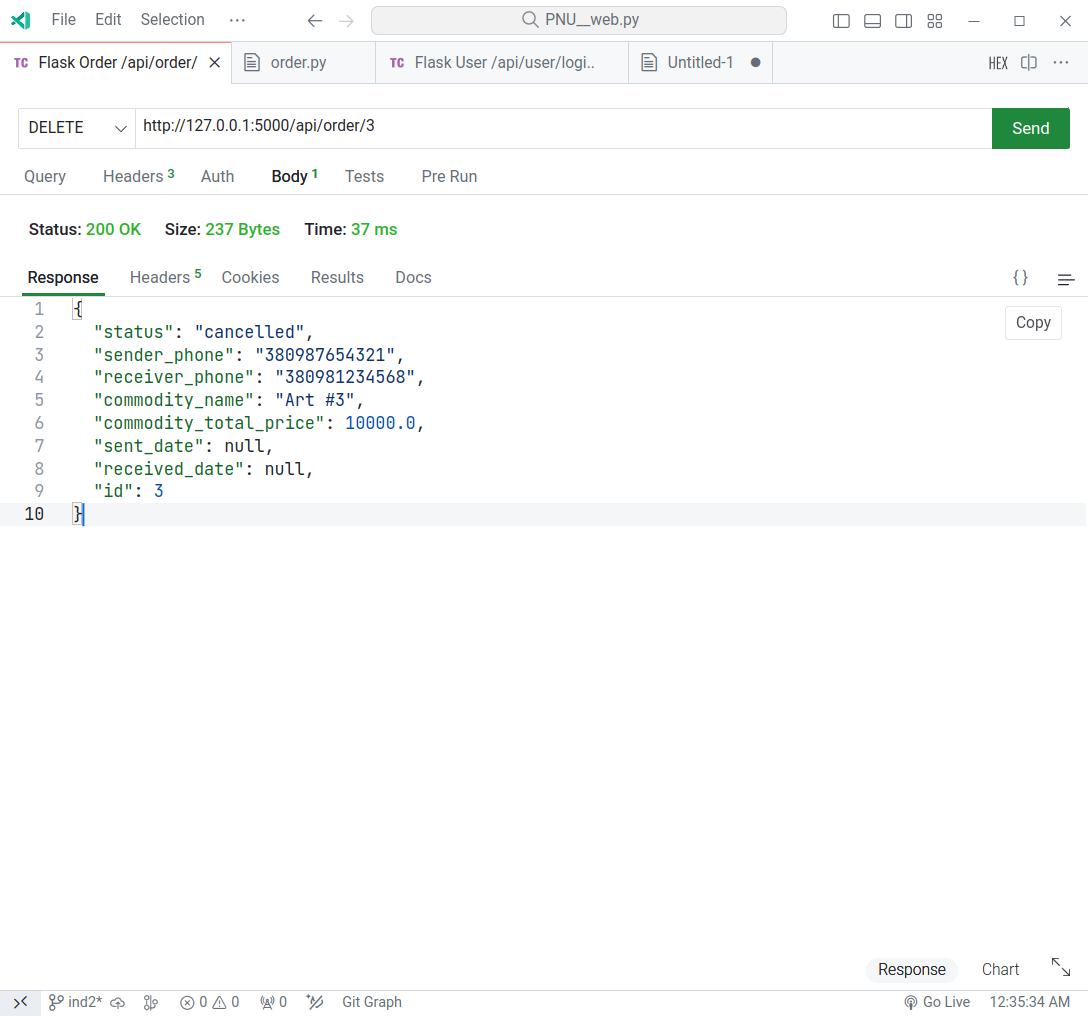 File Edit Selection ··· PNU__web.py
TC Flask Order /api/order/ order.py TC Flask User /api/user/logi.. Untitled-1 HEX ···
DELETE http://127.0.0.1:5000/api/order/3 Send
Query Headers 3 Auth Body 1 Tests Pre Run
Status: 200 OK Size: 237 Bytes Time: 37 ms
Response Headers 5 Cookies Results Docs {}
Copy
1 {
2 "status": "cancelled",
3 "sender_phone": "380987654321",
4 "receiver_phone": "380981234568",
5 "commodity_name": "Art #3",
6 "commodity_total_price": 10000.0,
7 "sent_date": null,
8 "received_date": null,
9 "id": 3
10 }
Response Chart
ind2* 0 0 0 Git Graph Go Live 12:35:34 AM